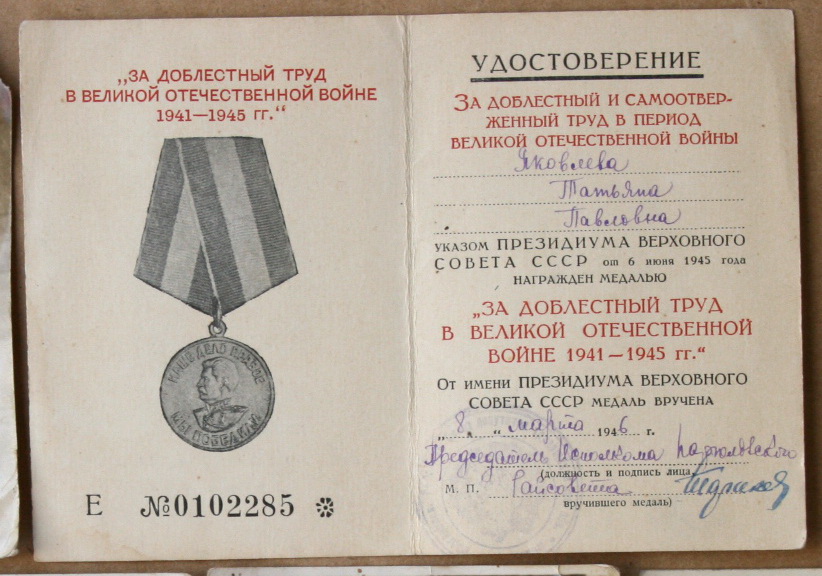 „ЗА ДОБЛЕСТНЫЙ ТРУД
В ВЕЛИКОЙ ОТЕЧЕСТВЕННОЙ ВОЙНЕ
1941—1945 гг.“
НАШЕ ДЕЛО ПРАВОЕ
МЫ ПОБЕДИЛИ
Е №0102285
УДОСТОВЕРЕНИЕ
ЗА ДОБЛЕСТНЫЙ И САМООТВЕР-
ЖЕННЫЙ ТРУД В ПЕРИОД
ВЕЛИКОЙ ОТЕЧЕСТВЕННОЙ ВОЙНЫ
Яковлева
Татьяна
Павловна
УКАЗОМ ПРЕЗИДИУМА ВЕРХОВНОГО
СОВЕТА СССР от 6 июня 1945 года
НАГРАЖДЕН МЕДАЛЬЮ
„ЗА ДОБЛЕСТНЫЙ ТРУД
В ВЕЛИКОЙ ОТЕЧЕСТВЕННОЙ
ВОЙНЕ 1941—1945 гг.“
От имени ПРЕЗИДИУМА ВЕРХОВНОГО
СОВЕТА СССР МЕДАЛЬ ВРУЧЕНА
„8“ марта 1946 г.
Председатель Исполкома Парголовского
(должность и подпись лица,
М. П. Райсовета
вручившего медаль)